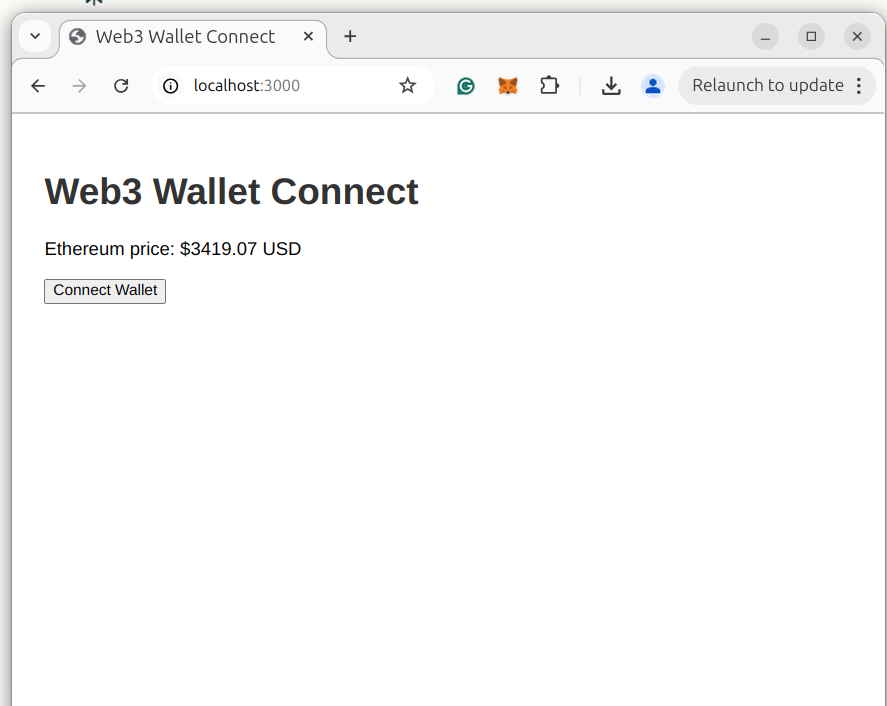 Web3 Wallet Connect
localhost:3000
Relaunch to update
Web3 Wallet Connect
Ethereum price: $3419.07 USD
Connect Wallet